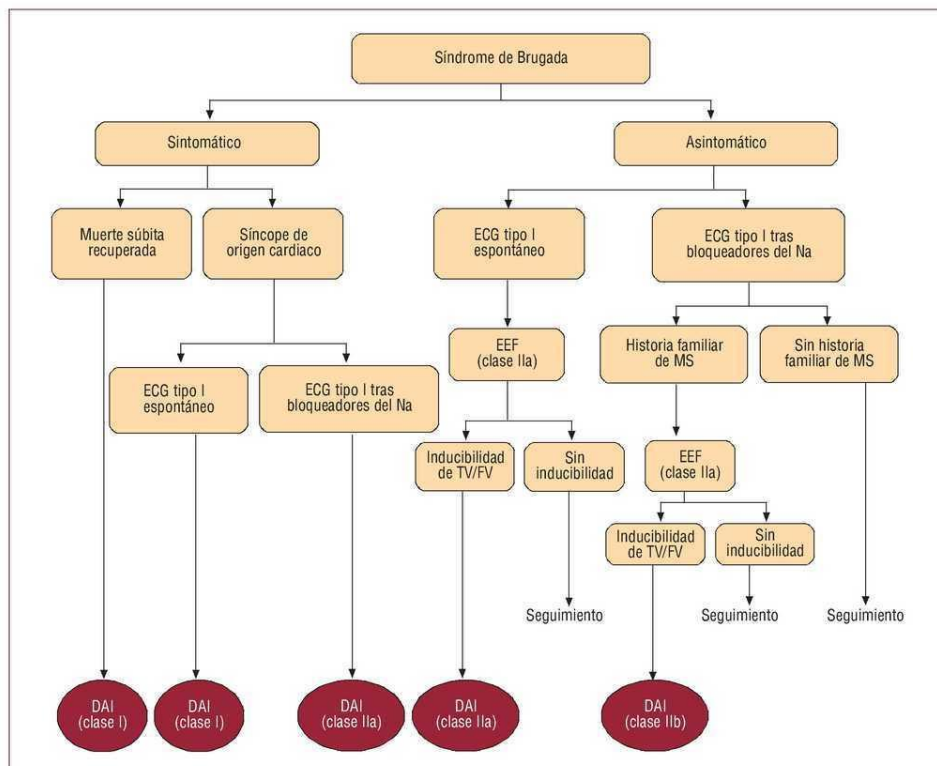 Síndrome de Brugada
Sintomático
Asintomático
Muerte súbita
recuperada
Síncope de
origen cardiaco
ECG tipo I
espontáneo
ECG tipo I tras
bloqueadores del Na
EEF
(clase IIa)
Historia familiar
de MS
Sin historia
familiar de MS
ECG tipo I
espontáneo
ECG tipo I tras
bloqueadores del Na
Inducibilidad
de TV/FV
Sin
inducibilidad
EEF
(clase IIa)
Inducibilidad
de TV/FV
Sin
inducibilidad
Seguimiento
Seguimiento
Seguimiento
DAI
(clase I)
DAI
(clase I)
DAI
(clase IIa)
DAI
(clase IIa)
DAI
(clase IIb)